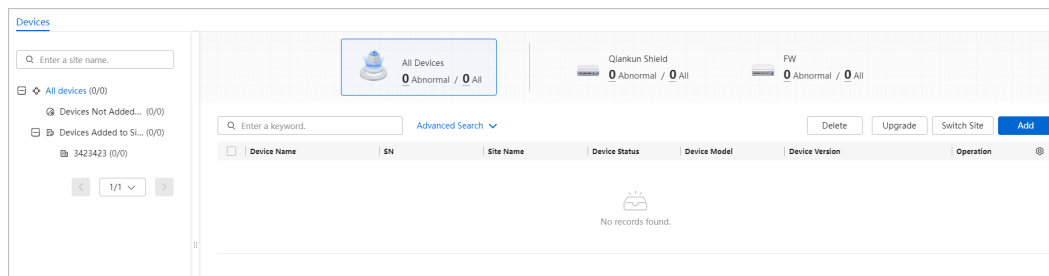 Devices
Enter a site name.
All devices (0/0)
Devices Not Added... (0/0)
Devices Added to Si... (0/0)
3423423 (0/0)
1/1
All Devices
0 Abnormal / 0 All
Qiankun Shield
0 Abnormal / 0 All
FW
0 Abnormal / 0 All
Enter a keyword.
Advanced Search
Delete
Upgrade
Switch Site
Add
Device Name
SN
Site Name
Device Status
Device Model
Device Version
Operation
No records found.